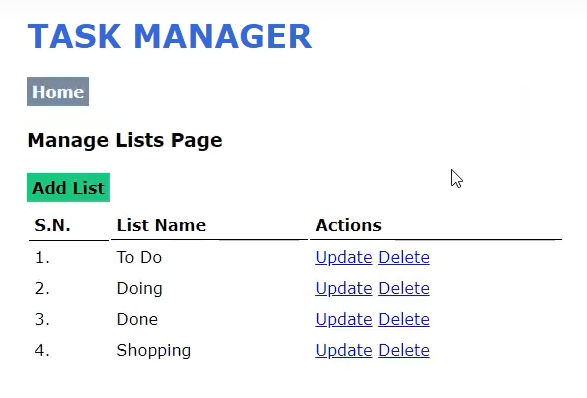 TASK MANAGER
Home
Manage Lists Page
Add List
S.N. List Name Actions
1. To Do Update Delete
2. Doing Update Delete
3. Done Update Delete
4. Shopping Update Delete